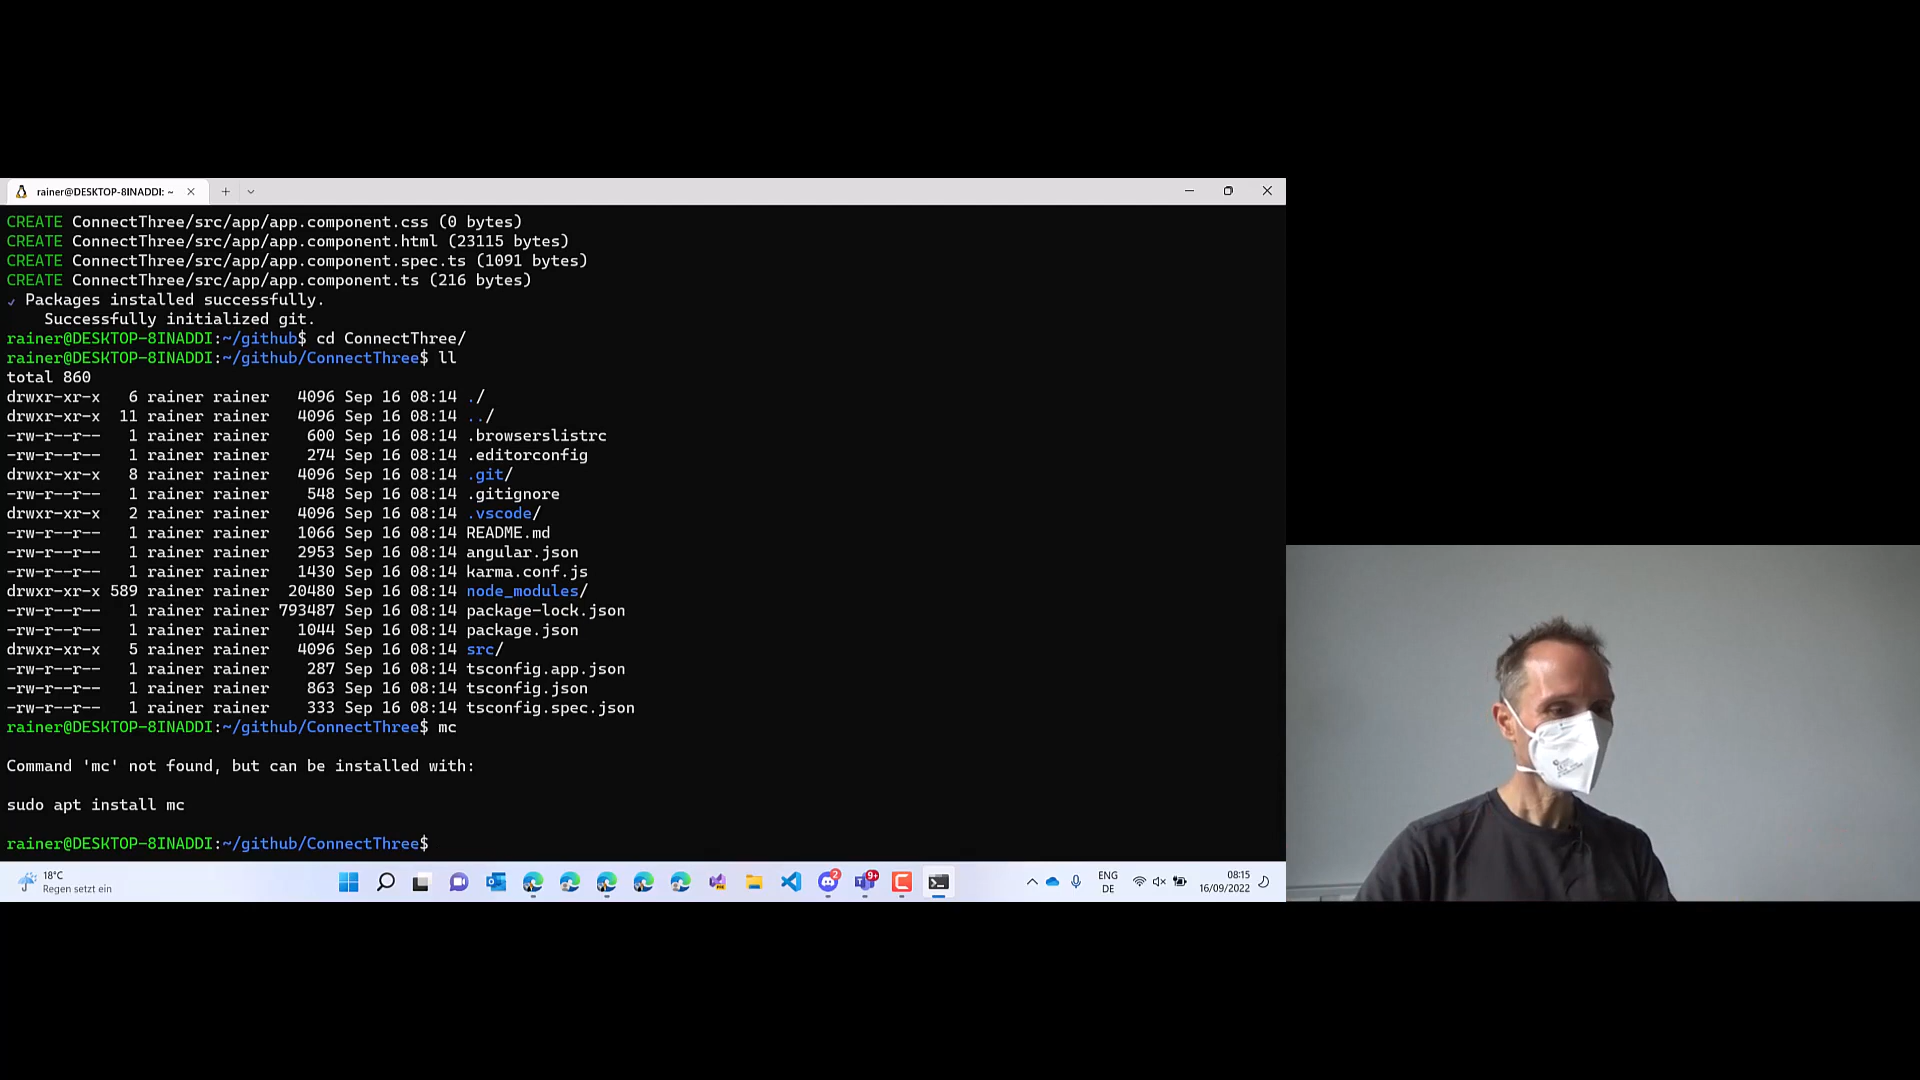 rainer@DESKTOP-8INADDI: ~
CREATE ConnectThree/src/app/app.component.css (0 bytes)
CREATE ConnectThree/src/app/app.component.html (23115 bytes)
CREATE ConnectThree/src/app/app.component.spec.ts (1091 bytes)
CREATE ConnectThree/src/app/app.component.ts (216 bytes)
✓ Packages installed successfully.
    Successfully initialized git.
rainer@DESKTOP-8INADDI:~/github$ cd ConnectThree/
rainer@DESKTOP-8INADDI:~/github/ConnectThree$ ll
total 860
drwxr-xr-x   6 rainer rainer   4096 Sep 16 08:14 ./
drwxr-xr-x  11 rainer rainer   4096 Sep 16 08:14 ../
-rw-r--r--   1 rainer rainer    600 Sep 16 08:14 .browserslistrc
-rw-r--r--   1 rainer rainer    274 Sep 16 08:14 .editorconfig
drwxr-xr-x   8 rainer rainer   4096 Sep 16 08:14 .git/
-rw-r--r--   1 rainer rainer    548 Sep 16 08:14 .gitignore
drwxr-xr-x   2 rainer rainer   4096 Sep 16 08:14 .vscode/
-rw-r--r--   1 rainer rainer   1066 Sep 16 08:14 README.md
-rw-r--r--   1 rainer rainer   2953 Sep 16 08:14 angular.json
-rw-r--r--   1 rainer rainer   1430 Sep 16 08:14 karma.conf.js
drwxr-xr-x 589 rainer rainer  20480 Sep 16 08:14 node_modules/
-rw-r--r--   1 rainer rainer 793487 Sep 16 08:14 package-lock.json
-rw-r--r--   1 rainer rainer   1044 Sep 16 08:14 package.json
drwxr-xr-x   5 rainer rainer   4096 Sep 16 08:14 src/
-rw-r--r--   1 rainer rainer    287 Sep 16 08:14 tsconfig.app.json
-rw-r--r--   1 rainer rainer    863 Sep 16 08:14 tsconfig.json
-rw-r--r--   1 rainer rainer    333 Sep 16 08:14 tsconfig.spec.json
rainer@DESKTOP-8INADDI:~/github/ConnectThree$ mc
Command 'mc' not found, but can be installed with:
sudo apt install mc
rainer@DESKTOP-8INADDI:~/github/ConnectThree$
18°C
Regen setzt ein
2
9+
ENG
DE
08:15
16/09/2022